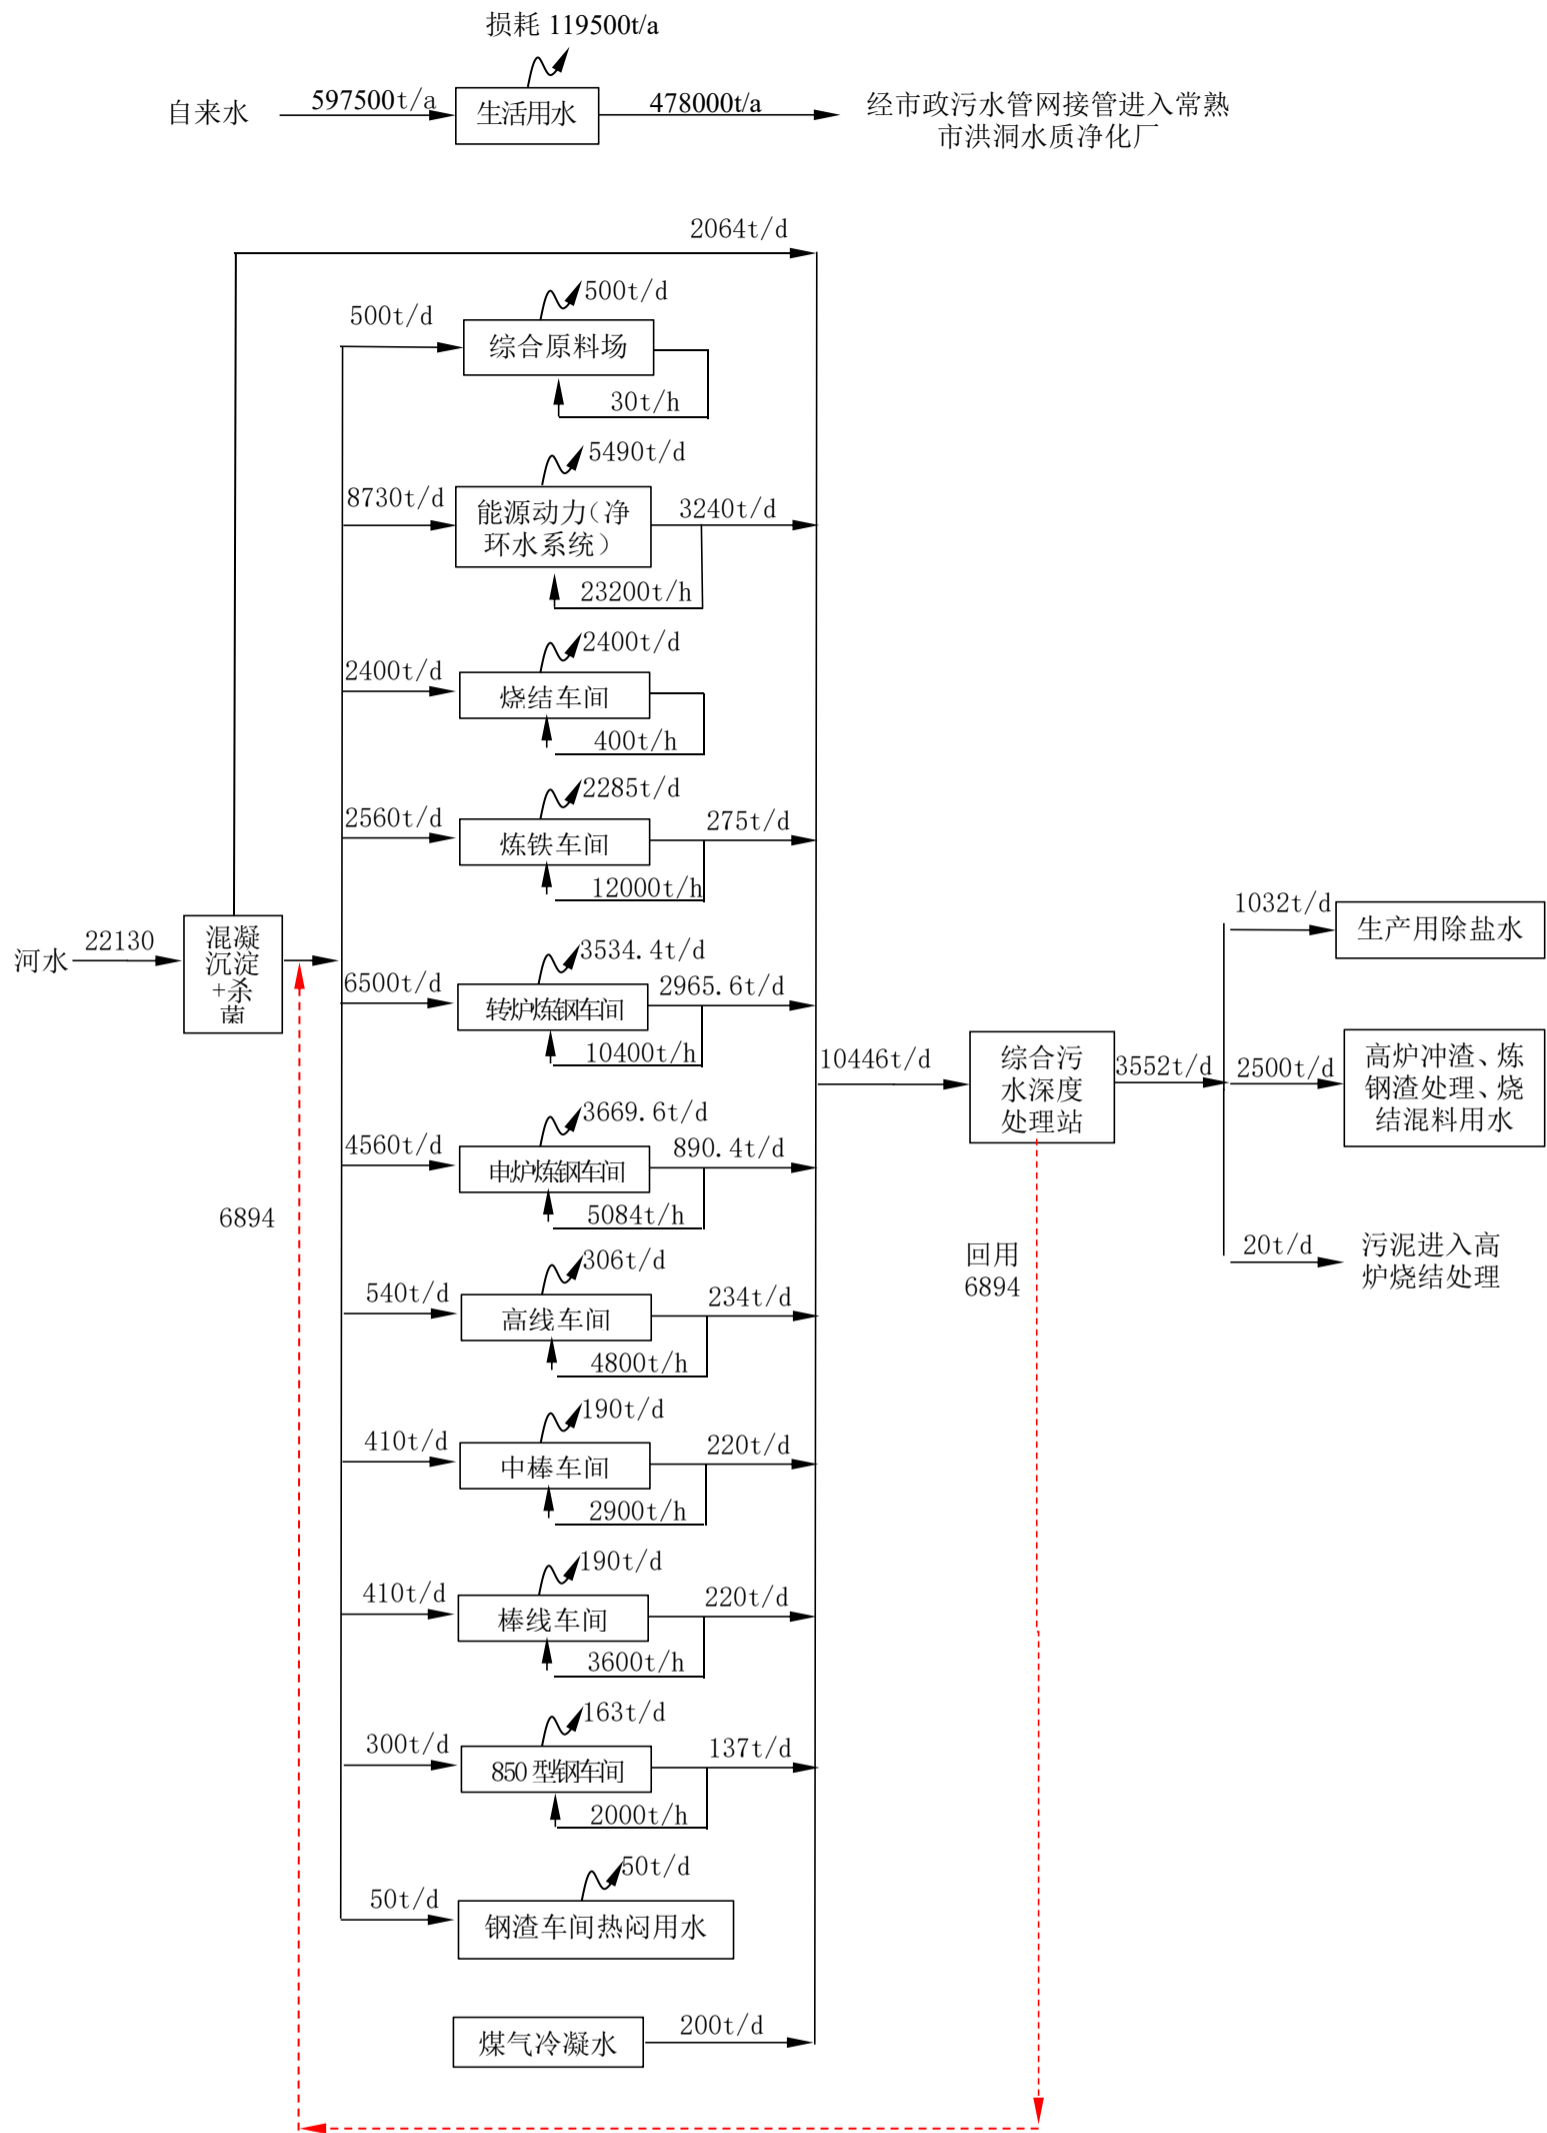 损耗 119500t/a
自来水
597500t/a
生活用水
478000t/a
经市政污水管网接管进入常熟
市洪洞水质净化厂
2064t/d
500t/d
500t/d
综合原料场
30t/h
5490t/d
8730t/d
能源动力（净
环水系统）
3240t/d
23200t/h
2400t/d
2400t/d
烧结车间
400t/h
2285t/d
2560t/d
炼铁车间
275t/d
12000t/h
河水
22130
混凝
沉淀
+杀
菌
3534.4t/d
6500t/d
转炉炼钢车间
2965.6t/d
10400t/h
3669.6t/d
4560t/d
申炉炼钢车间
890.4t/d
5084t/h
306t/d
540t/d
高线车间
234t/d
4800t/h
190t/d
410t/d
中棒车间
220t/d
2900t/h
190t/d
410t/d
棒线车间
220t/d
3600t/h
163t/d
300t/d
850 型钢车间
137t/d
2000t/h
50t/d
50t/d
钢渣车间热闷用水
煤气冷凝水
200t/d
6894
10446t/d
综合污
水深度
处理站
3552t/d
回用
6894
1032t/d
生产用除盐水
2500t/d
高炉冲渣、炼
钢渣处理、烧
结混料用水
20t/d
污泥进入高
炉烧结处理